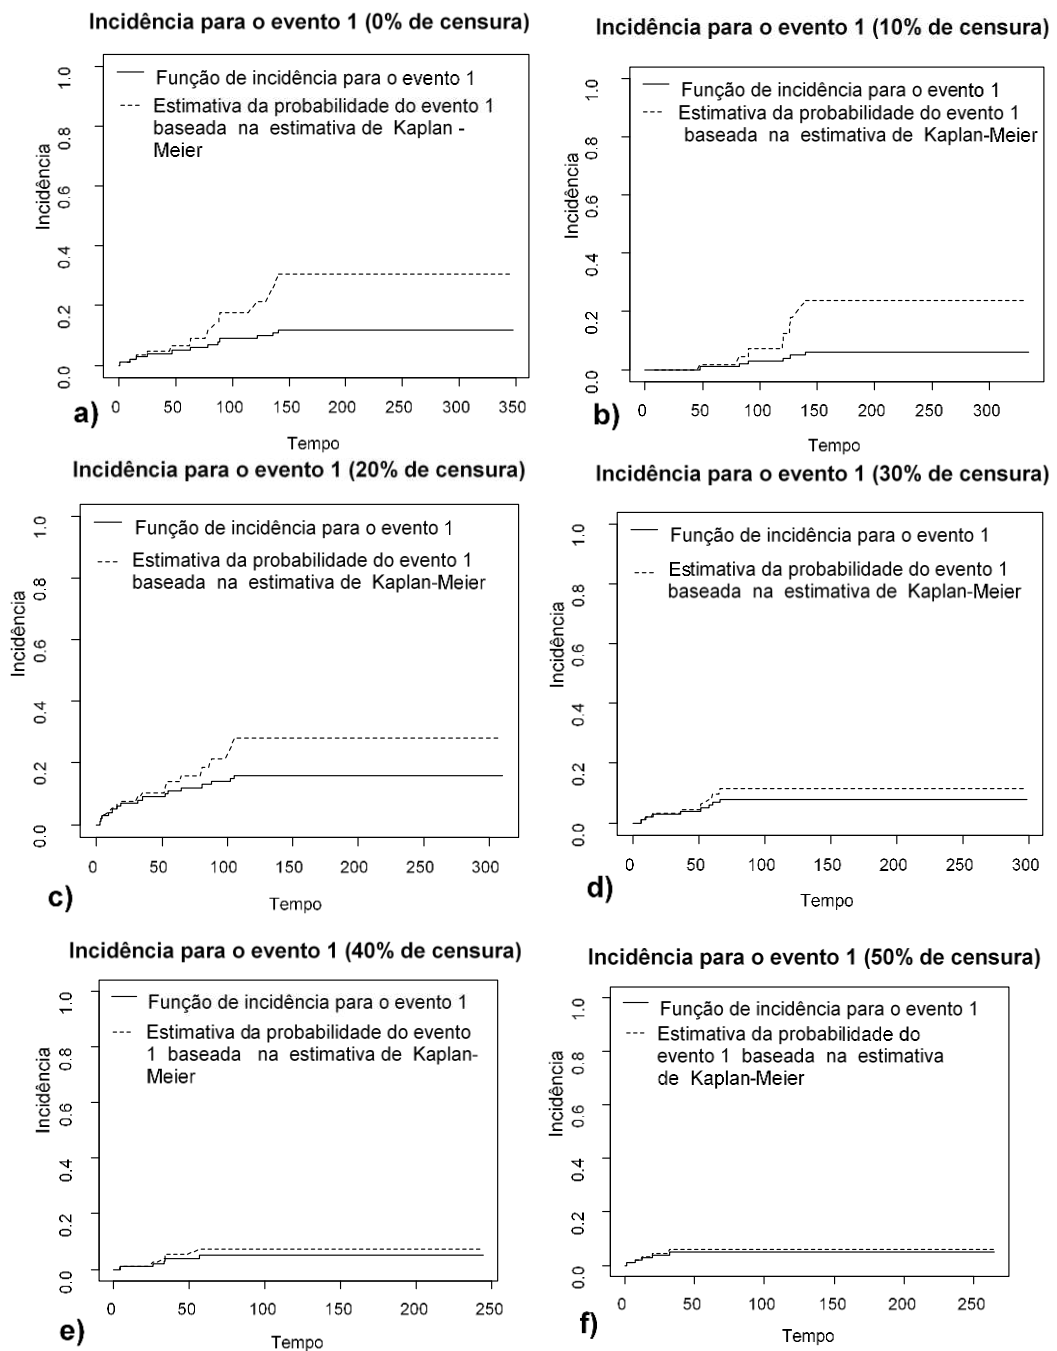 Incidência para o evento 1 (0% de censura)
Função de incidência para o evento 1
Estimativa da probabilidade do evento 1
baseada na estimativa de Kaplan -
Meier
Incidência
0.0 0.2 0.4 0.6 0.8 1.0
0 50 100 150 200 250 300 350
Tempo
a)
Incidência para o evento 1 (10% de censura)
Função de incidência para o evento 1
Estimativa da probabilidade do evento 1
baseada na estimativa de Kaplan-Meier
Incidência
0.0 0.2 0.4 0.6 0.8 1.0
0 50 100 150 200 250 300
Tempo
b)
Incidência para o evento 1 (20% de censura)
Função de incidência para o evento 1
Estimativa da probabilidade do evento 1
baseada na estimativa de Kaplan-Meier
Incidência
0.0 0.2 0.4 0.6 0.8 1.0
0 50 100 150 200 250 300
Tempo
c)
Incidência para o evento 1 (30% de censura)
Função de incidência para o evento 1
Estimativa da probabilidade do evento 1
baseada na estimativa de Kaplan-Meier
Incidência
0.0 0.2 0.4 0.6 0.8 1.0
0 50 100 150 200 250 300
Tempo
d)
Incidência para o evento 1 (40% de censura)
Função de incidência para o evento 1
Estimativa da probabilidade do evento
1 baseada na estimativa de Kaplan-
Meier
Incidência
0.0 0.2 0.4 0.6 0.8 1.0
0 50 100 150 200 250
Tempo
e)
Incidência para o evento 1 (50% de censura)
Função de incidência para o evento 1
Estimativa da probabilidade do
evento 1 baseada na estimativa
de Kaplan-Meier
Incidência
0.0 0.2 0.4 0.6 0.8 1.0
0 50 100 150 200 250
Tempo
f)